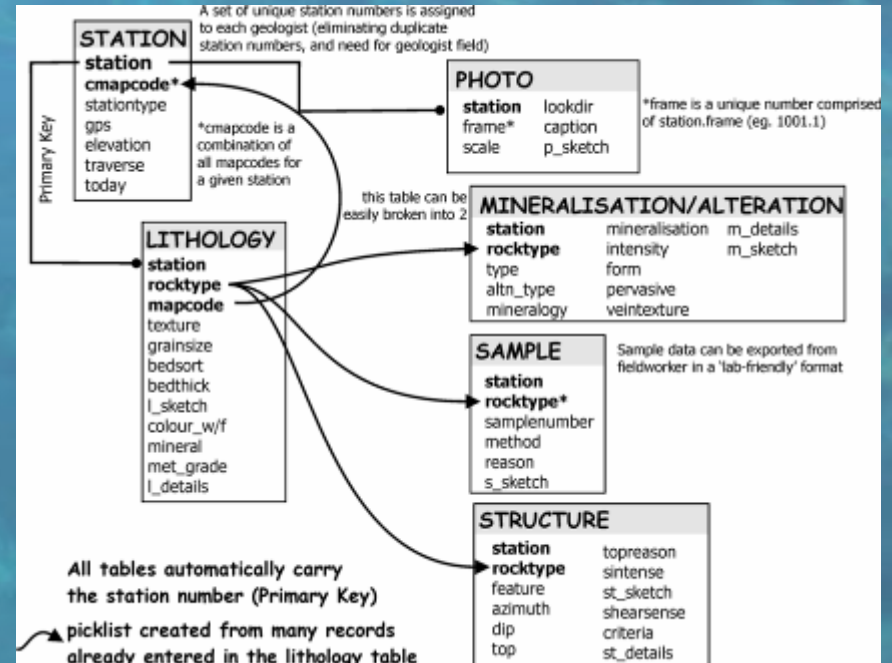 A set of unique station numbers is assigned
to each geologist (eliminating duplicate
station numbers, and need for geologist field)
STATION
station
cmapcode*
stationtype
gps
elevation
traverse
today
*cmapcode is a
combination of
all mapcodes for
a given station
Primary Key
PHOTO
station lookdir
frame* caption
scale p_sketch
*frame is a unique number comprised
of station.frame (eg. 1001.1)
this table can be
easily broken into 2
MINERALISATION/ALTERATION
station mineralisation m_details
rocktype intensity m_sketch
type form
altn_type pervasive
mineralogy veintexture
LITHOLOGY
station
rocktype
mapcode
texture
grainsize
bedsort
bedthick
l_sketch
colour_w/f
mineral
met_grade
l_details
SAMPLE
station
rocktype*
samplenumber
method
reason
s_sketch
Sample data can be exported from
fieldworker in a 'lab-friendly' format
STRUCTURE
station topreason
rocktype sintense
feature st_sketch
azimuth shearsense
dip criteria
top st_details
All tables automatically carry
the station number (Primary Key)
picklist created from many records
already entered in the lithology table